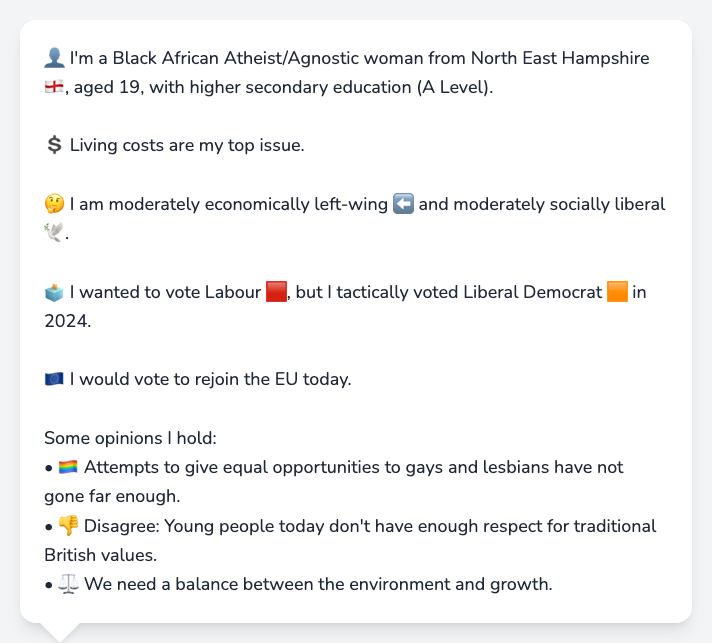 👤 I'm a Black African Atheist/Agnostic woman from North East Hampshire
🏴󠁧󠁢󠁥󠁮󠁧󠁿, aged 19, with higher secondary education (A Level).
💲 Living costs are my top issue.
🤔 I am moderately economically left-wing ⬅️ and moderately socially liberal
🕊️.
🗳️ I wanted to vote Labour 🟥, but I tactically voted Liberal Democrat 🟧 in
2024.
🇪🇺 I would vote to rejoin the EU today.
Some opinions I hold:
• 🏳️‍🌈 Attempts to give equal opportunities to gays and lesbians have not
gone far enough.
• 👎 Disagree: Young people today don't have enough respect for traditional
British values.
• ⚖️ We need a balance between the environment and growth.